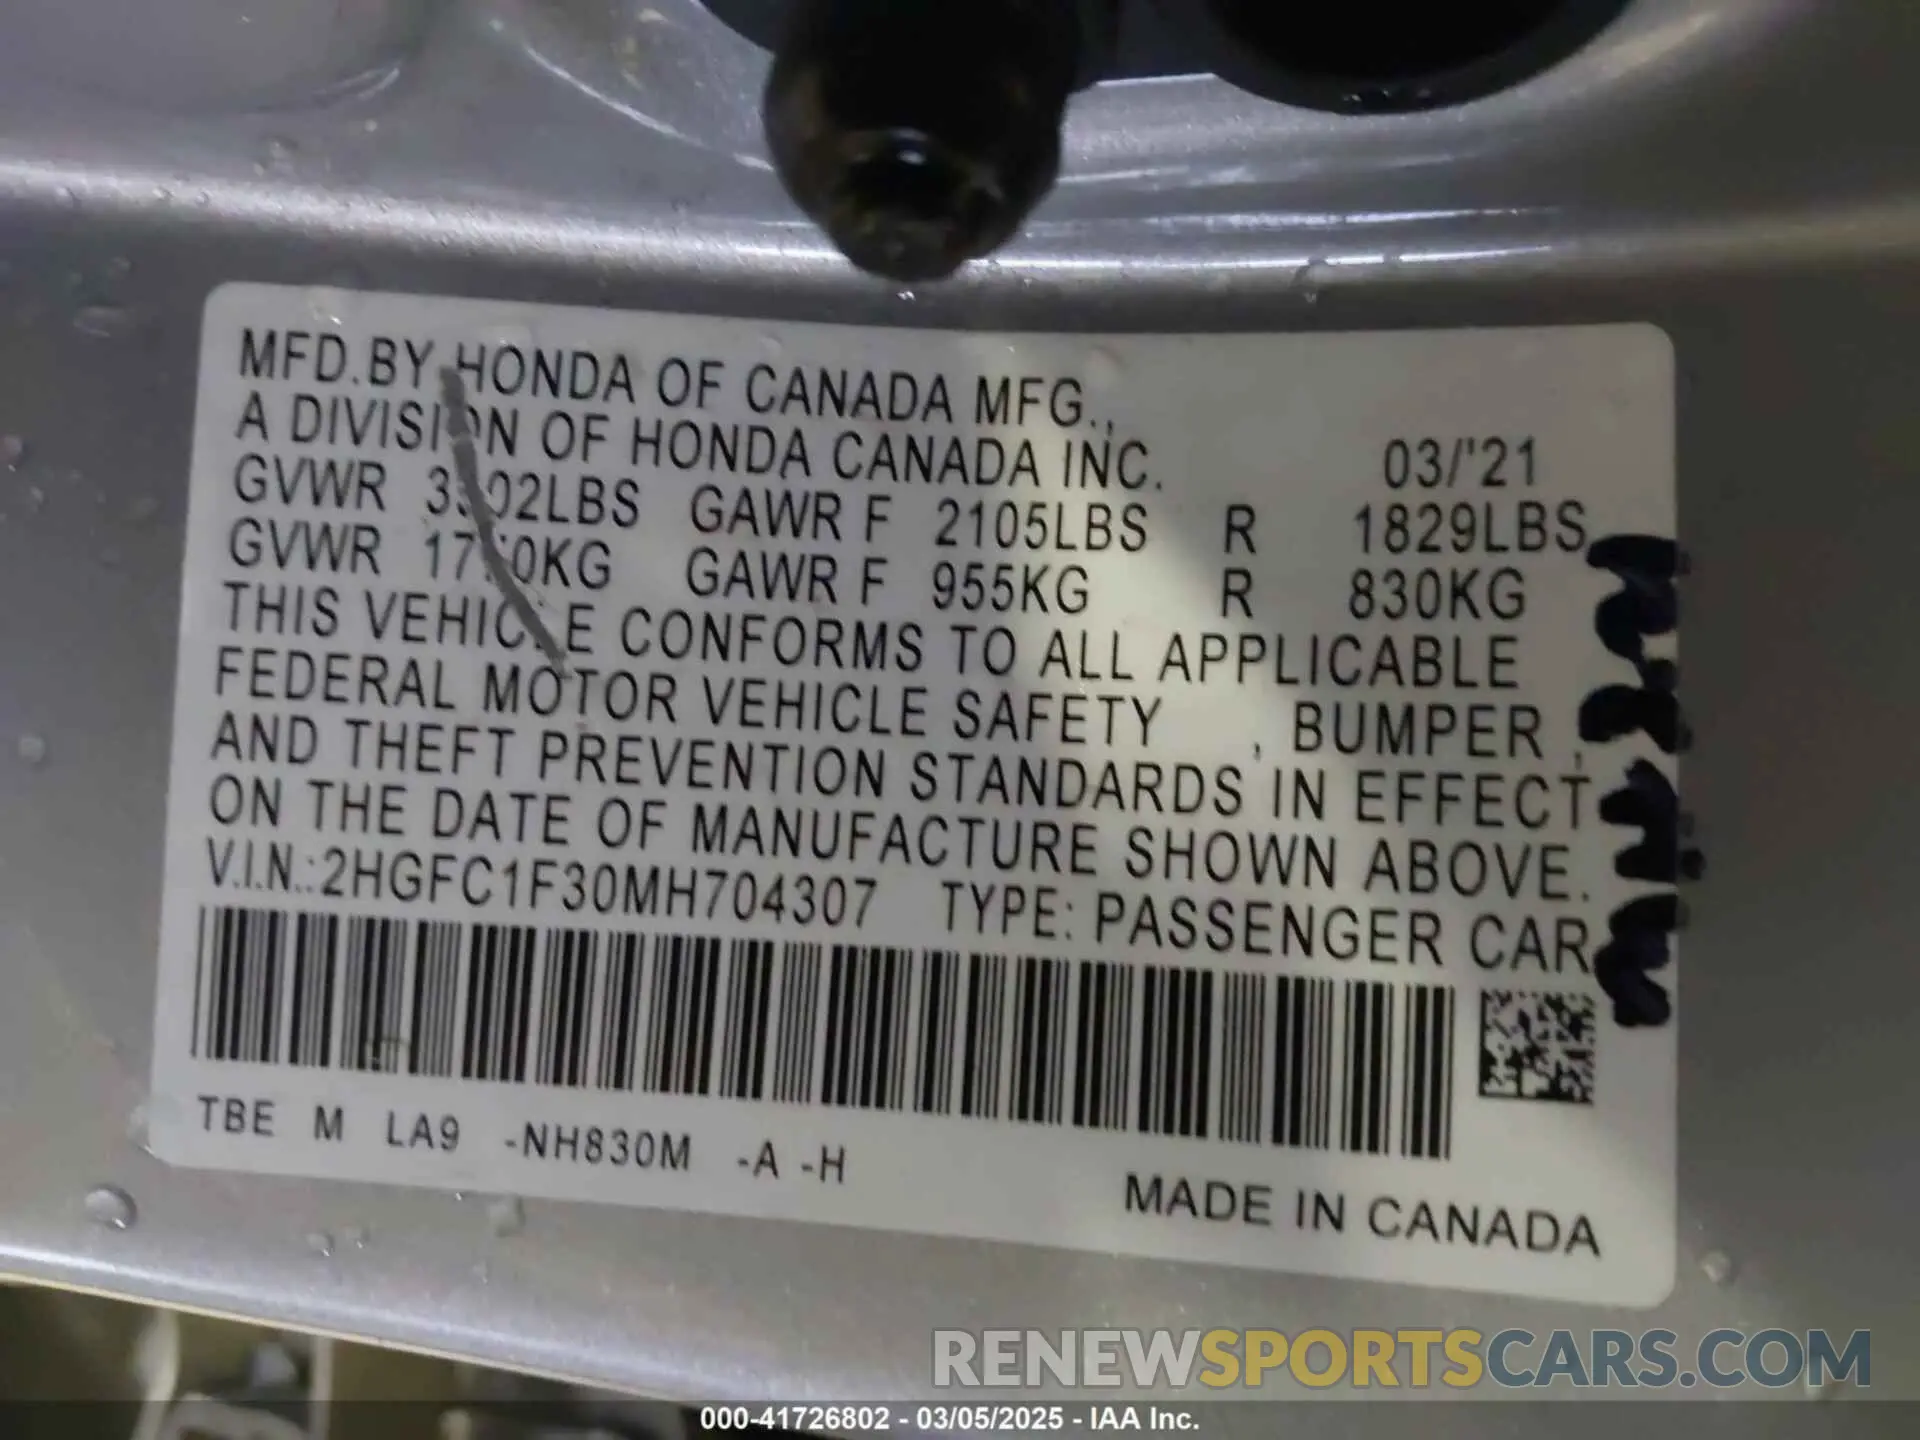 MFD.BY HONDA OF CANADA MFG.,
A DIVISION OF HONDA CANADA INC. 03/'21
GVWR GAWR F 2105LBS R 1829LBS
GVWR GAWR F 955KG R 830KG
THIS VEHICLE CONFORMS TO ALL APPLICABLE
FEDERAL MOTOR VEHICLE SAFETY , BUMPER ,
AND THEFT PREVENTION STANDARDS IN EFFECT
ON THE DATE OF MANUFACTURE SHOWN ABOVE.
V.I.N.:2HGFC1F30MH704307 TYPE: PASSENGER CAR
TBE M LA9 -NH830M -A -H
MADE IN CANADA
RENEWSPORTSCARS.COM
000-41726802 - 03/05/2025 - IAA Inc.